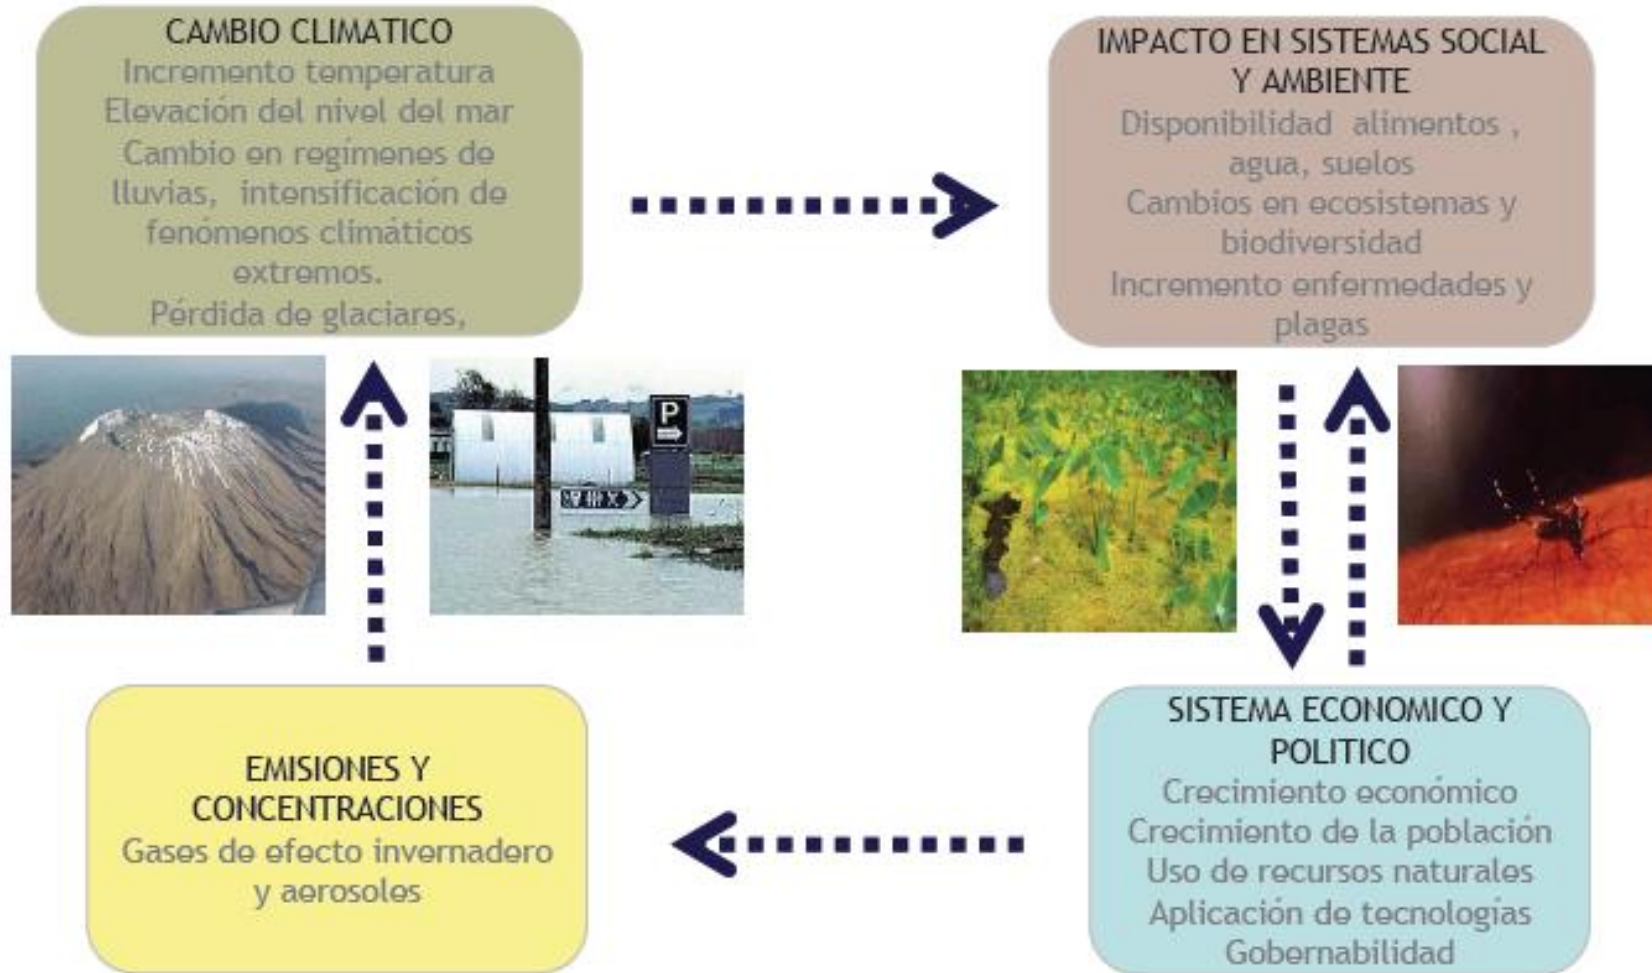 CAMBIO CLIMATICO
Incremento temperatura
Elevación del nivel del mar
Cambio en regímenes de
lluvias, intensificación de
fenómenos climáticos
extremos.
Pérdida de glaciares,
IMPACTO EN SISTEMAS SOCIAL
Y AMBIENTE
Disponibilidad alimentos ,
agua, suelos
Cambios en ecosistemas y
biodiversidad
Incremento enfermedades y
plagas
P
EMISIONES Y
CONCENTRACIONES
Gases de efecto invernadero
y aerosoles
SISTEMA ECONOMICO Y
POLITICO
Crecimiento económico
Crecimiento de la población
Uso de recursos naturales
Aplicación de tecnologías
Gobernabilidad